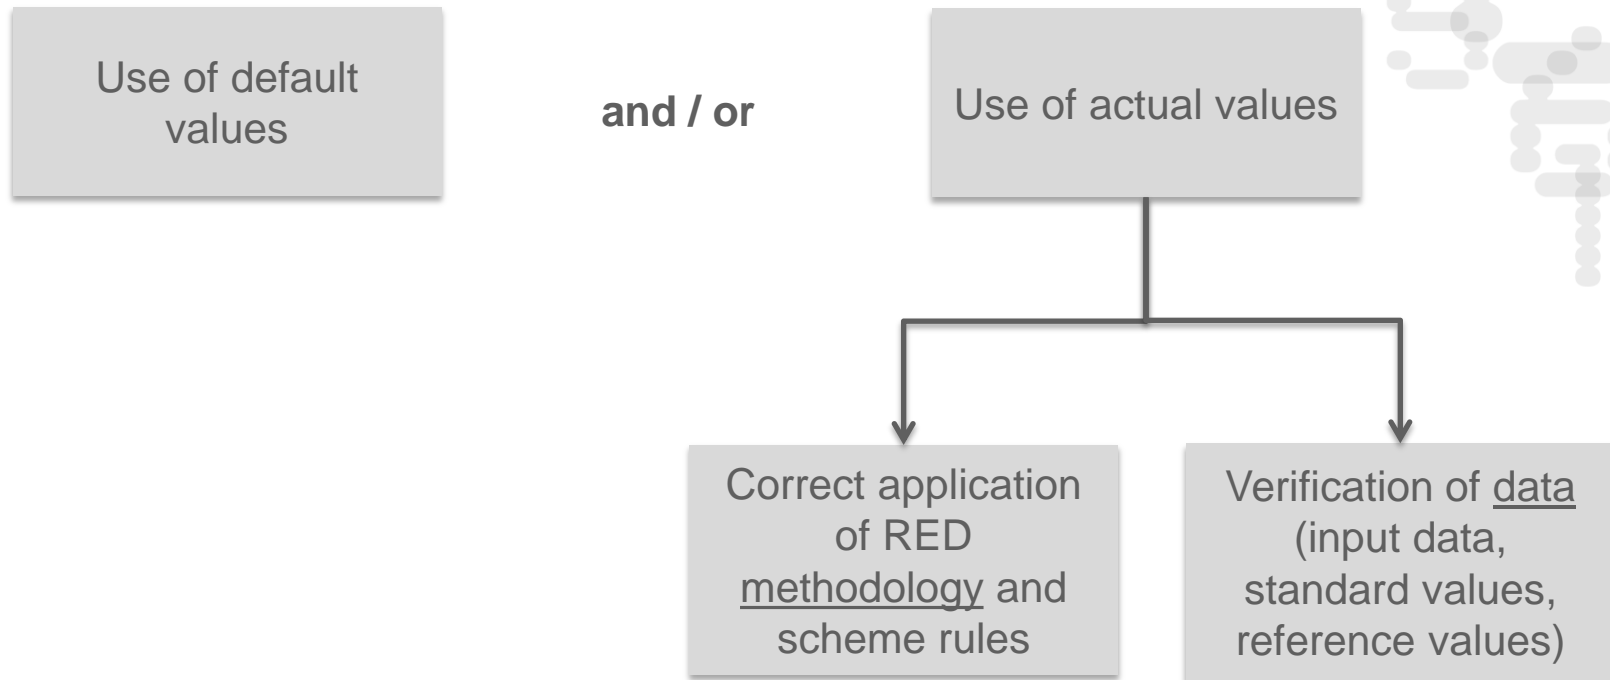 Use of default
values
and / or
Use of actual values
Correct application
of RED
methodology and
scheme rules
Verification of data
(input data,
standard values,
reference values)